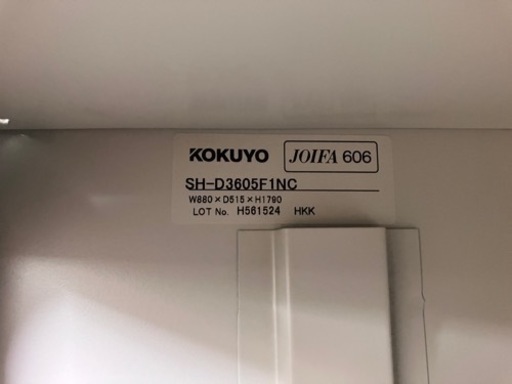 KOKUYO JOIFA 606
SH-D3605F1NC
W880×D515×H1790
LOT No. H561524 HKK